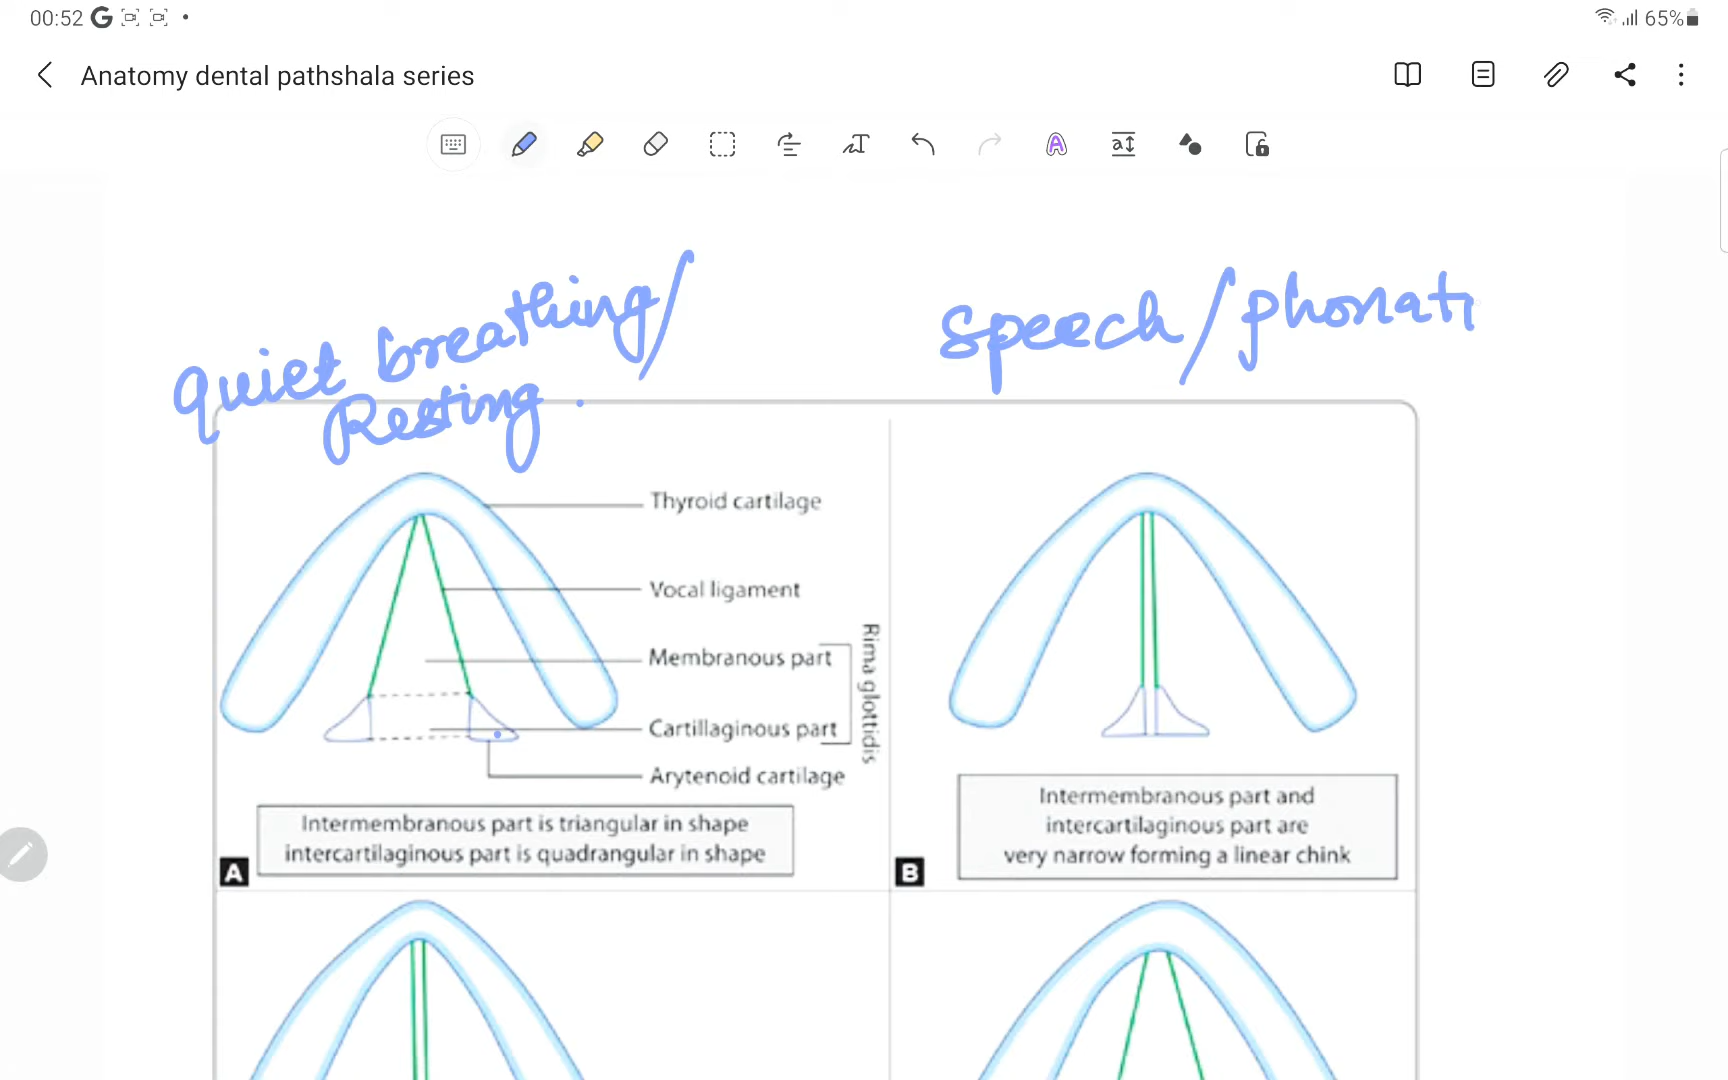 00:52 G
65%
Anatomy dental pathshala series
quiet breathing/
Resting.
speech/phonati
Thyroid cartilage
Vocal ligament
Membranous part
Cartillaginous part
Arytenoid cartilage
Rima glottidis
Intermembranous part is triangular in shape
intercartilaginous part is quadrangular in shape
A
Intermembranous part and
intercartilaginous part are
very narrow forming a linear chink
B